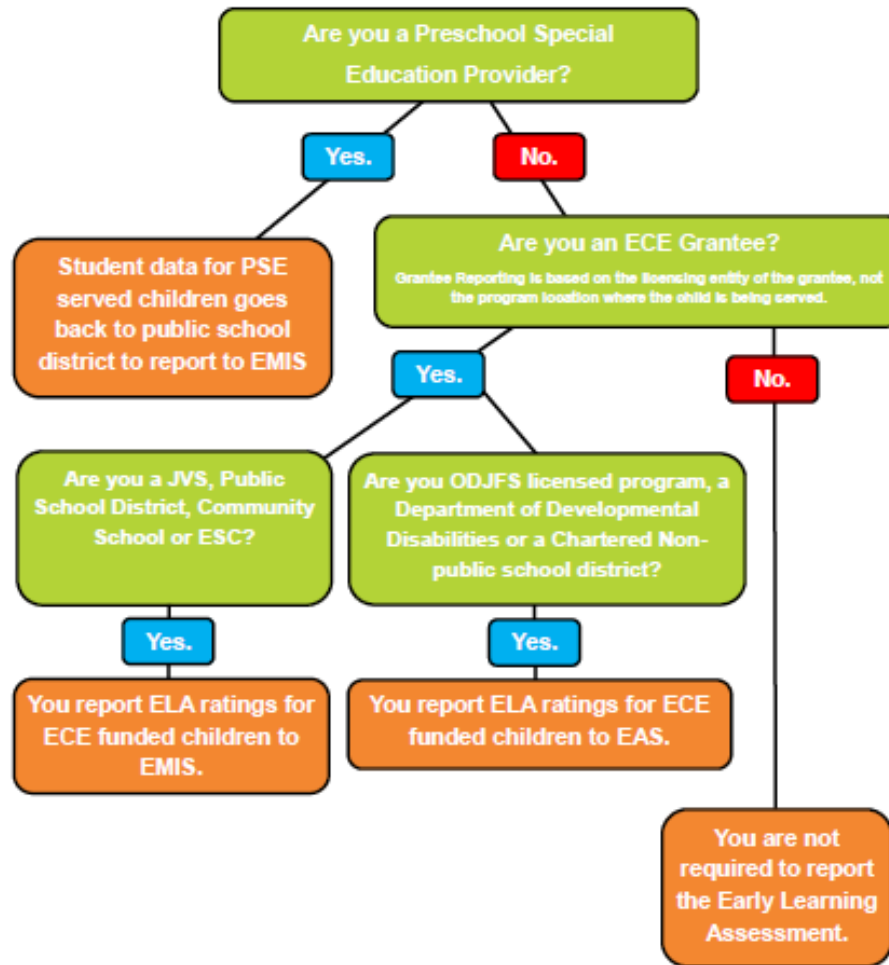 Are you a Preschool Special
Education Provider?
Yes.
No.
Student data for PSE
served children goes
back to public school
district to report to EMIS
Are you an ECE Grantee?
Grantee Reporting is based on the licensing entity of the grantee, not
the program location where the child is being served.
Yes.
No.
Are you a JVS, Public
School District, Community
School or ESC?
Are you ODJFS licensed program, a
Department of Developmental
Disabilities or a Chartered Non-
public school district?
Yes.
Yes.
You report ELA ratings for
ECE funded children to
EMIS.
You report ELA ratings for ECE
funded children to EAS.
You are not
required to report
the Early Learning
Assessment.